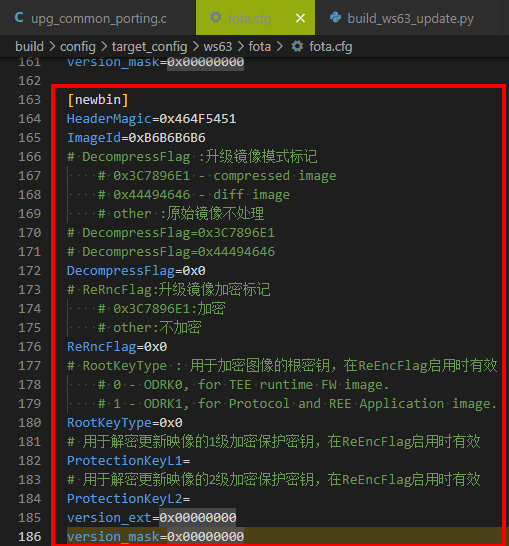 upg_common_porting.c
fota.cfg
build_ws63_update.py
build > config > target_config > ws63 > fota > fota.cfg
161 version_mask=0x00000000
162
163 [newbin]
164 HeaderMagic=0x464F5451
165 ImageId=0xB6B6B6B6
166 # DecompressFlag :升级镜像模式标记
167 # 0x3C7896E1 - compressed image
168 # 0x44494646 - diff image
169 # other :原始镜像不处理
170 # DecompressFlag=0x3C7896E1
171 # DecompressFlag=0x44494646
172 DecompressFlag=0x0
173 # ReRncFlag:升级镜像加密标记
174 # 0x3C7896E1:加密
175 # other:不加密
176 ReRncFlag=0x0
177 # RootKeyType : 用于加密图像的根密钥，在ReEncFlag启用时有效
178 # 0 - ODRK0, for TEE runtime FW image.
179 # 1 - ODRK1, for Protocol and REE Application image.
180 RootKeyType=0x0
181 # 用于解密更新映像的1级加密保护密钥，在ReEncFlag启用时有效
182 ProtectionKeyL1=
183 # 用于解密更新映像的2级加密保护密钥，在ReEncFlag启用时有效
184 ProtectionKeyL2=
185 version_ext=0x00000000
186 version_mask=0x00000000